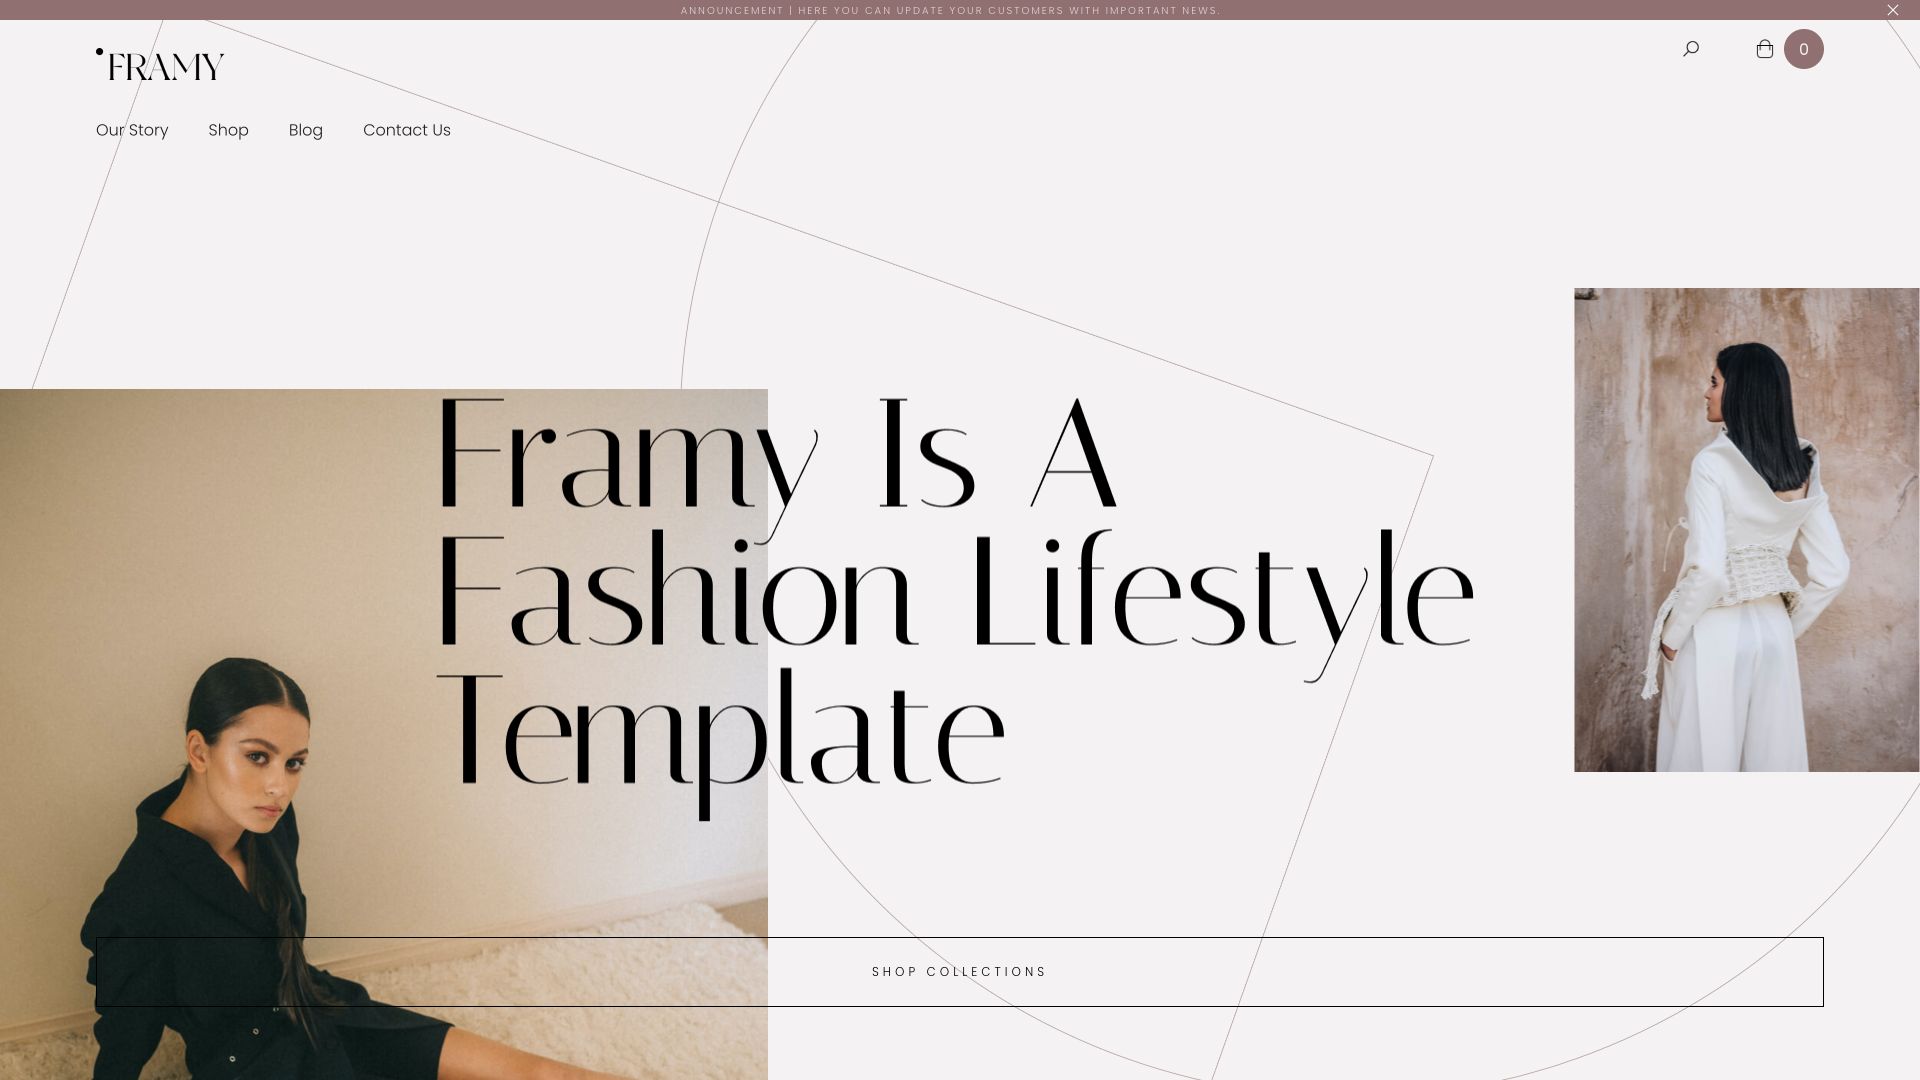 ANNOUNCEMENT | HERE YOU CAN UPDATE YOUR CUSTOMERS WITH IMPORTANT NEWS.
FRAMY
0
Our Story Shop Blog Contact Us
Framy Is A
Fashion Lifestyle
Template
SHOP COLLECTIONS